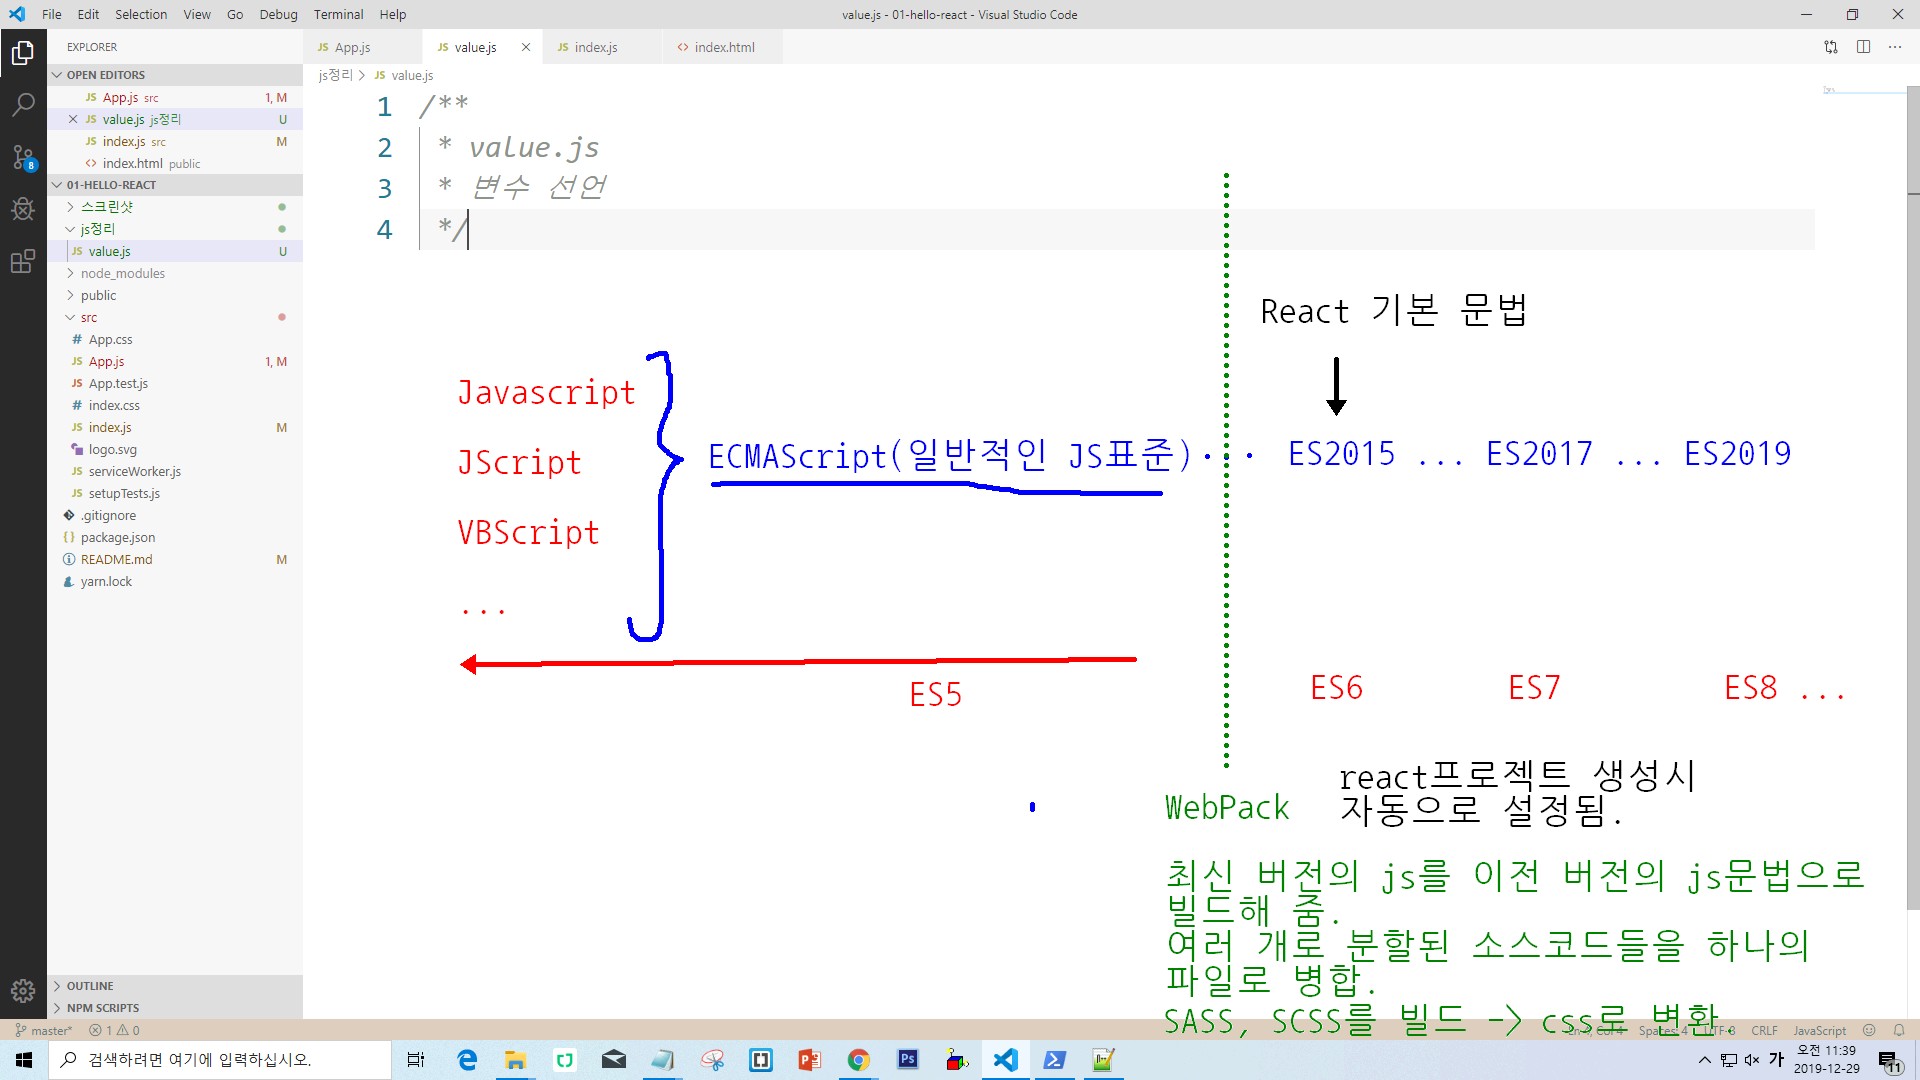 File Edit Selection View Go Debug Terminal Help
value.js - 01-hello-react - Visual Studio Code
EXPLORER
OPEN EDITORS
JS App.js src 1, M
JS value.js js정리 U
JS index.js src M
<> index.html public
01-HELLO-REACT
스크린샷
js정리
JS value.js U
node_modules
public
src
# App.css
JS App.js 1, M
JS App.test.js
# index.css
JS index.js M
logo.svg
JS serviceWorker.js
JS setupTests.js
.gitignore
{} package.json
README.md M
yarn.lock
OUTLINE
NPM SCRIPTS
8
JS App.js
JS value.js
JS index.js
<> index.html
js정리 > JS value.js
1 /**
2 * value.js
3 * 변수 선언
4 */
React 기본 문법
Javascript
JScript
VBScript
...
ECMAScript(일반적인 JS표준)... ES2015 ... ES2017 ... ES2019
ES5
ES6 ES7 ES8 ...
react프로젝트 생성시
자동으로 설정됨.
WebPack
최신 버전의 js를 이전 버전의 js문법으로
빌드해 줌.
여러 개로 분할된 소스코드들을 하나의
파일로 병합.
SASS, SCSS를 빌드 -> css로 변환.
master* 1 0
Ln 4, Col 4 Spaces: 4 UTF-8 CRLF JavaScript
검색하려면 여기에 입력하십시오.
가
오전 11:39
2019-12-29
11